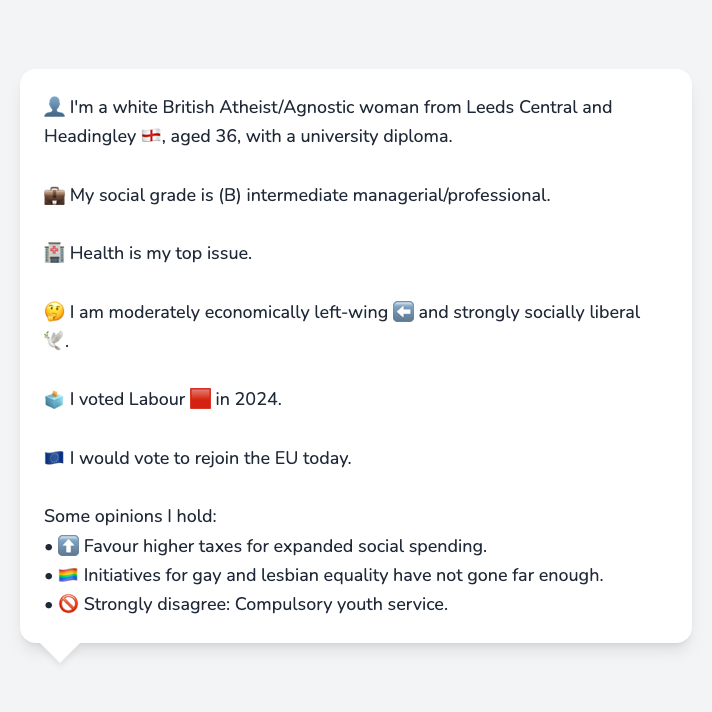 👤 I'm a white British Atheist/Agnostic woman from Leeds Central and
Headingley 🏴󠁧󠁢󠁥󠁮󠁧󠁿, aged 36, with a university diploma.
💼 My social grade is (B) intermediate managerial/professional.
🏥 Health is my top issue.
🤔 I am moderately economically left-wing ⬅️ and strongly socially liberal
🕊️.
🗳️ I voted Labour 🟥 in 2024.
🇪🇺 I would vote to rejoin the EU today.
Some opinions I hold:
• ⬆️ Favour higher taxes for expanded social spending.
• 🏳️‍🌈 Initiatives for gay and lesbian equality have not gone far enough.
• 🚫 Strongly disagree: Compulsory youth service.